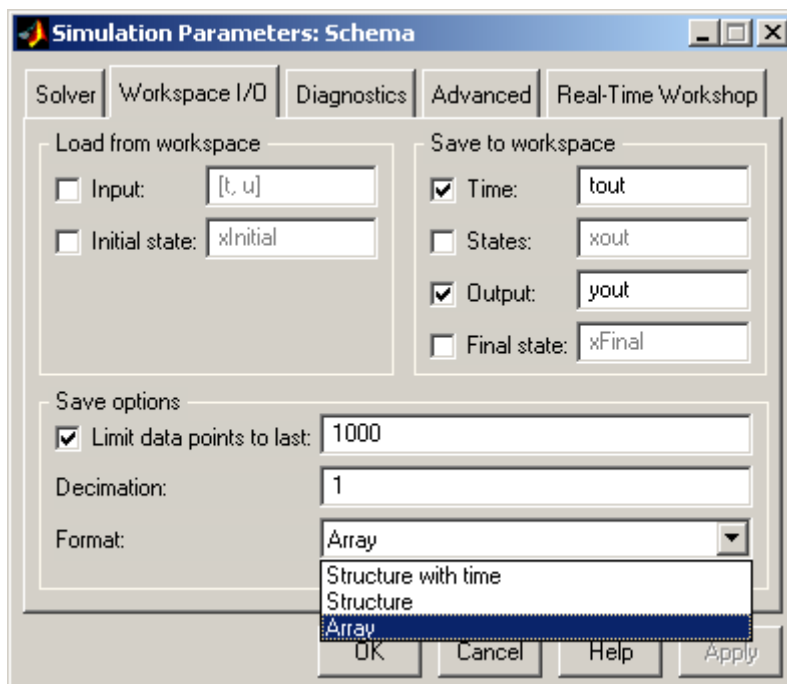 Simulation Parameters: Schema
Solver Workspace I/O Diagnostics Advanced Real-Time Workshop
Load from workspace
Input: [t, u]
Initial state: xInitial
Save to workspace
Time: tout
States: xout
Output: yout
Final state: xFinal
Save options
Limit data points to last: 1000
Decimation: 1
Format: Array
Structure with time
Structure
Array
OK Cancel Help Apply